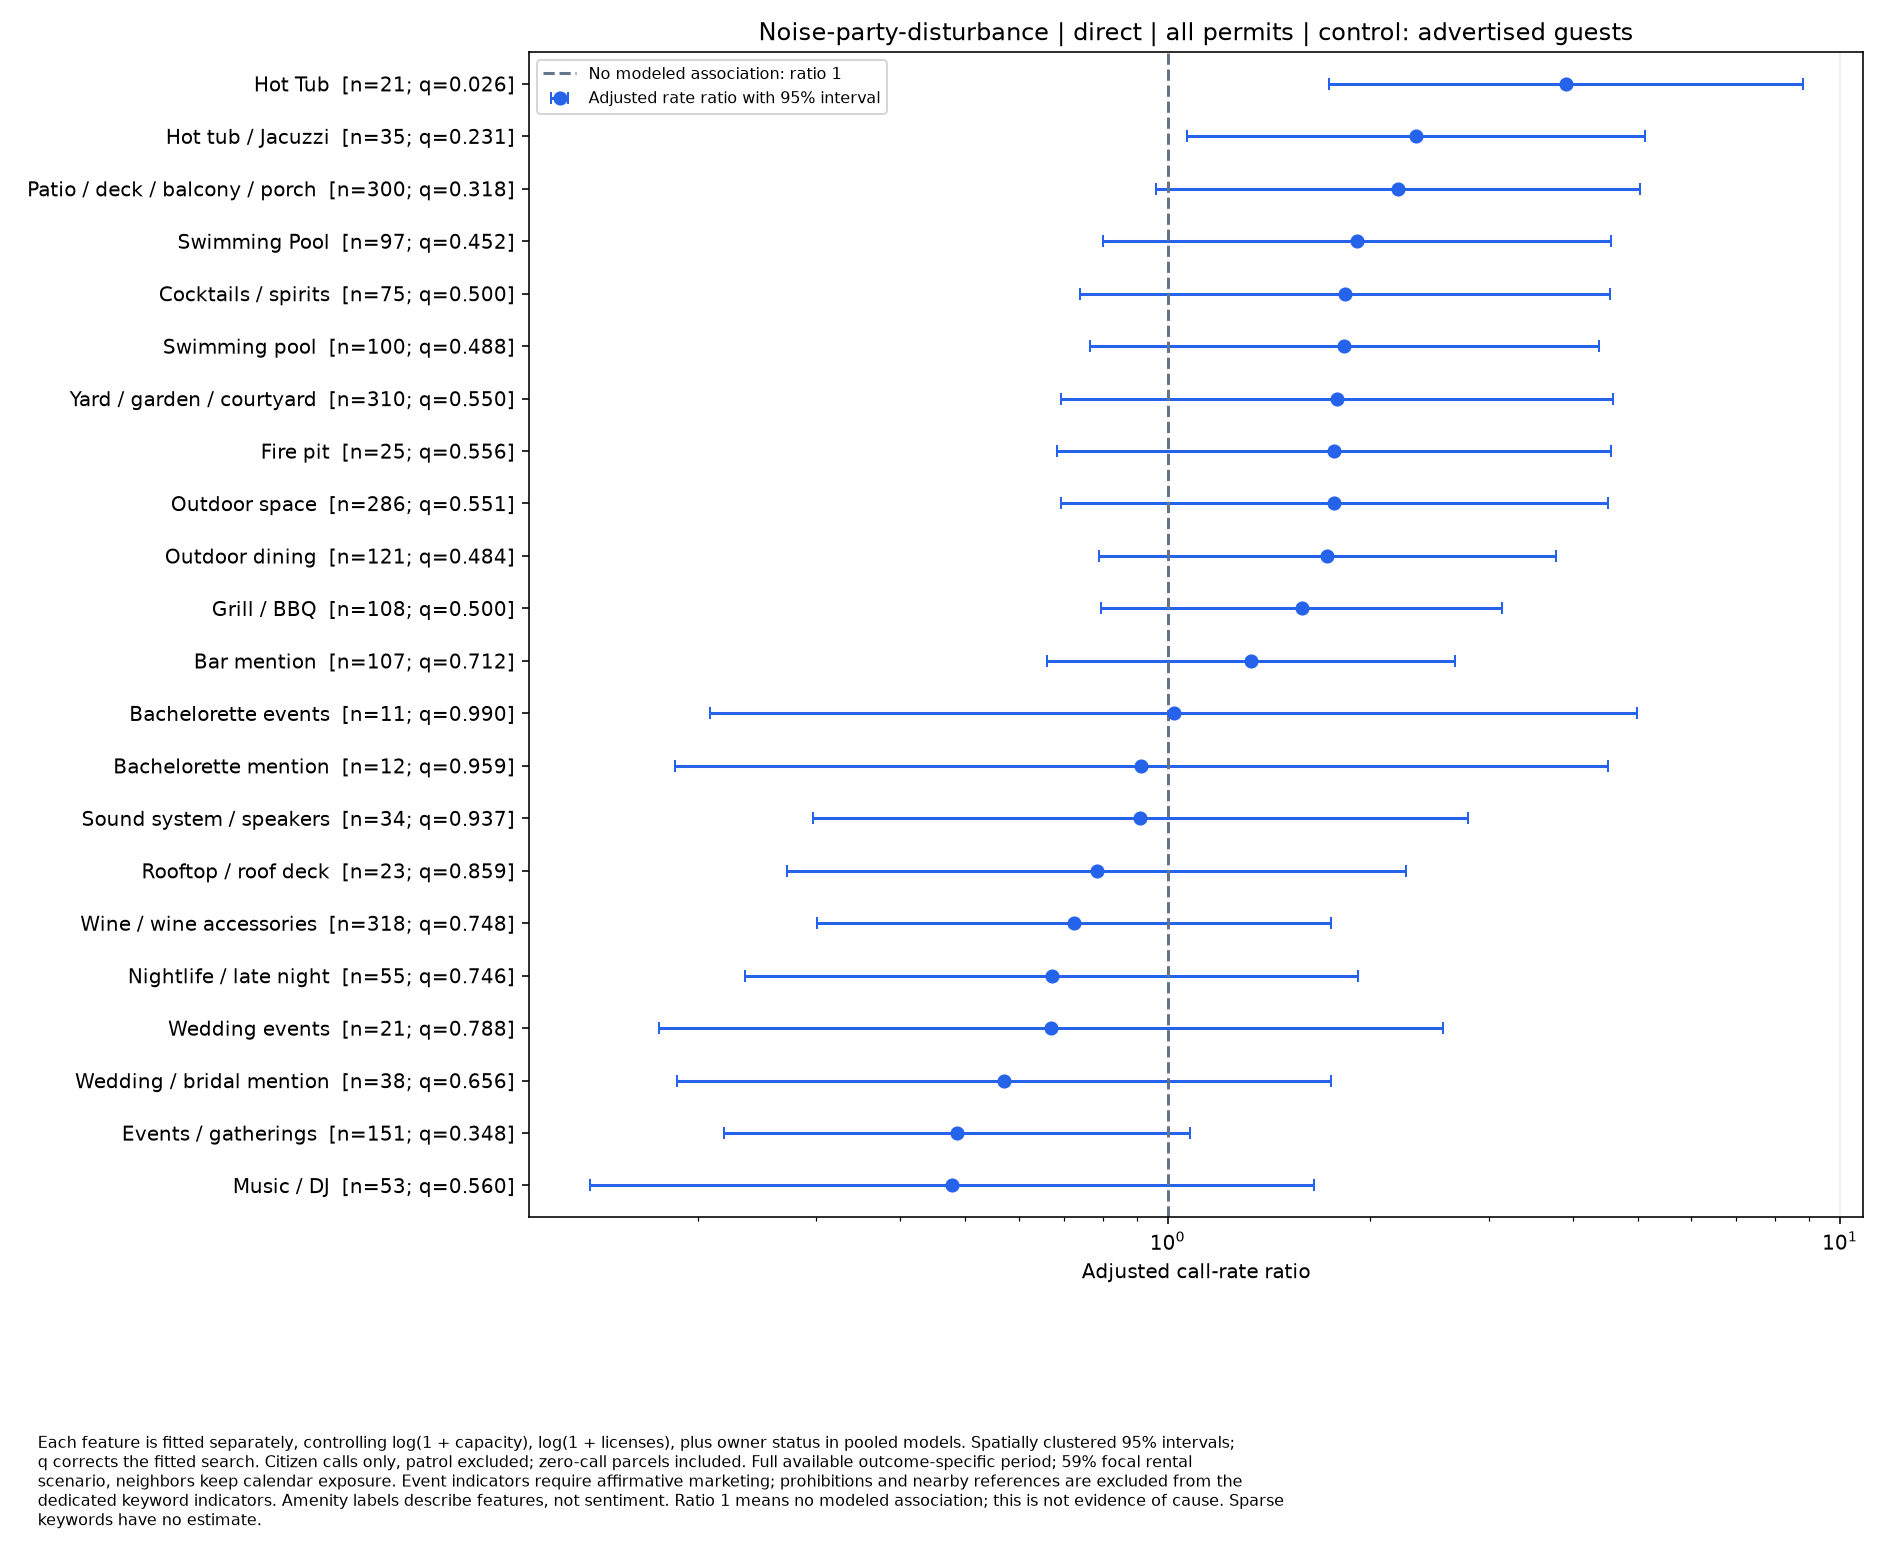 Noise-party-disturbance | direct | all permits | control: advertised guests
No modeled association: ratio 1
Adjusted rate ratio with 95% interval
Hot Tub [n=21; q=0.026]
Hot tub / Jacuzzi [n=35; q=0.231]
Patio / deck / balcony / porch [n=300; q=0.318]
Swimming Pool [n=97; q=0.452]
Cocktails / spirits [n=75; q=0.500]
Swimming pool [n=100; q=0.488]
Yard / garden / courtyard [n=310; q=0.550]
Fire pit [n=25; q=0.556]
Outdoor space [n=286; q=0.551]
Outdoor dining [n=121; q=0.484]
Grill / BBQ [n=108; q=0.500]
Bar mention [n=107; q=0.712]
Bachelorette events [n=11; q=0.990]
Bachelorette mention [n=12; q=0.959]
Sound system / speakers [n=34; q=0.937]
Rooftop / roof deck [n=23; q=0.859]
Wine / wine accessories [n=318; q=0.748]
Nightlife / late night [n=55; q=0.746]
Wedding events [n=21; q=0.788]
Wedding / bridal mention [n=38; q=0.656]
Events / gatherings [n=151; q=0.348]
Music / DJ [n=53; q=0.560]
10⁰ 10¹
Adjusted call-rate ratio
Each feature is fitted separately, controlling log(1 + capacity), log(1 + licenses), plus owner status in pooled models. Spatially clustered 95% intervals;
q corrects the fitted search. Citizen calls only, patrol excluded; zero-call parcels included. Full available outcome-specific period; 59% focal rental
scenario, neighbors keep calendar exposure. Event indicators require affirmative marketing; prohibitions and nearby references are excluded from the
dedicated keyword indicators. Amenity labels describe features, not sentiment. Ratio 1 means no modeled association; this is not evidence of cause. Sparse
keywords have no estimate.